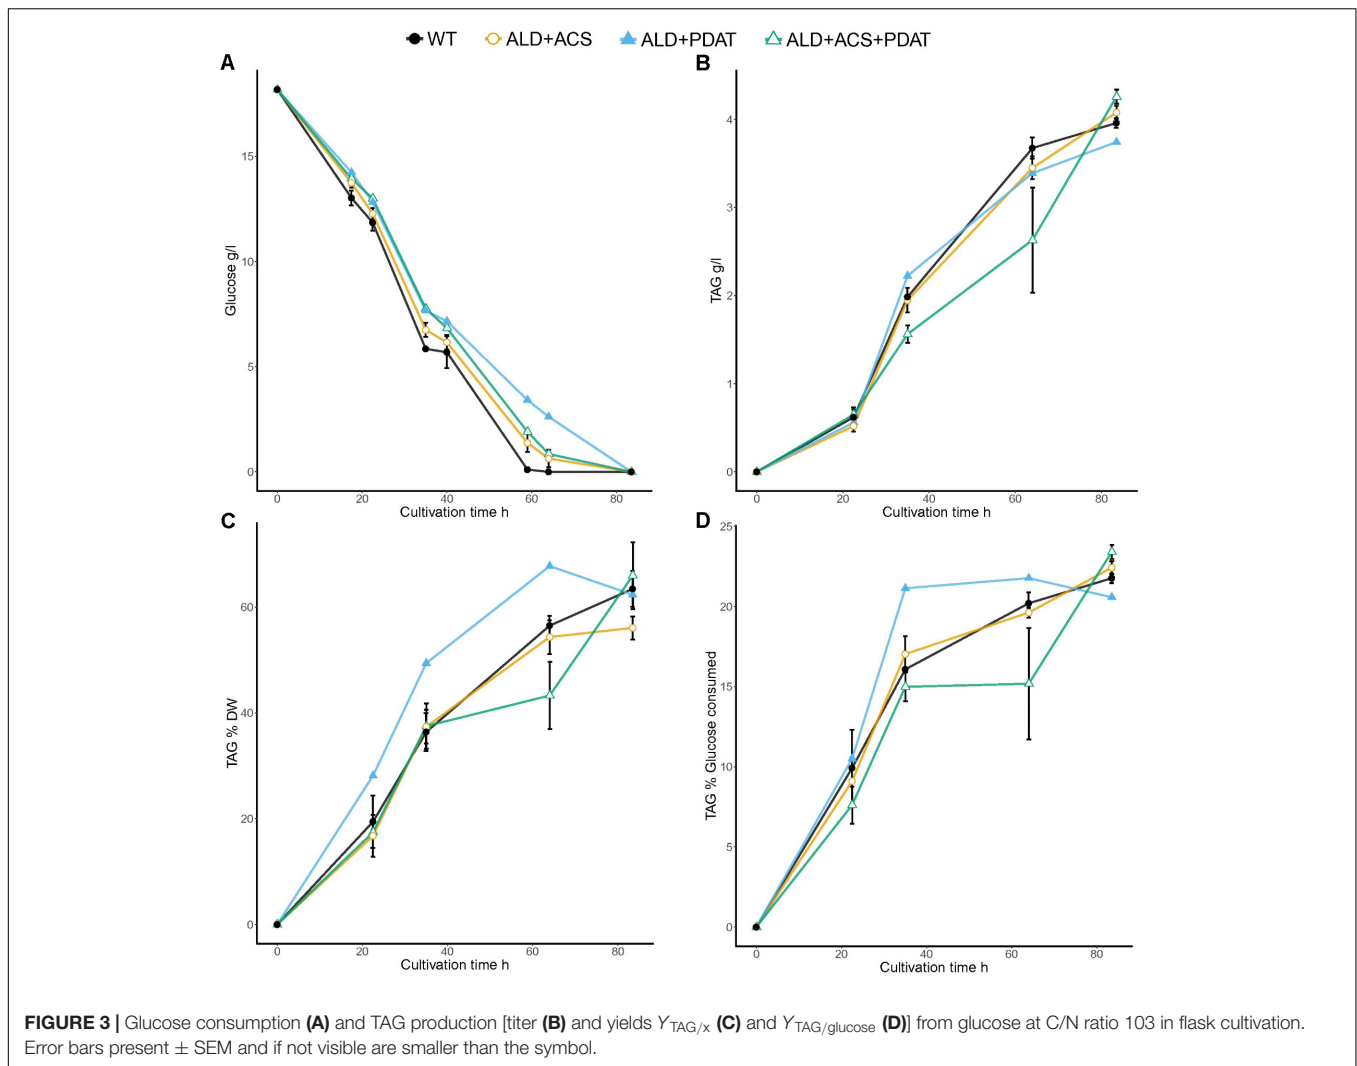 WT ALD+ACS ALD+PDAT ALD+ACS+PDAT
A
15
10
5
0
Glucose g/l
0 20 40 60 80
Cultivation time h
B
4
3
2
1
0
TAG g/l
0 20 40 60 80
Cultivation time h
C
60
40
20
0
TAG % DW
0 20 40 60 80
Cultivation time h
D
25
20
15
10
5
0
TAG % Glucose consumed
0 20 40 60 80
Cultivation time h
FIGURE 3 | Glucose consumption (A) and TAG production [titer (B) and yields Y_TAG/x (C) and Y_TAG/glucose (D)] from glucose at C/N ratio 103 in flask cultivation.
Error bars present ± SEM and if not visible are smaller than the symbol.